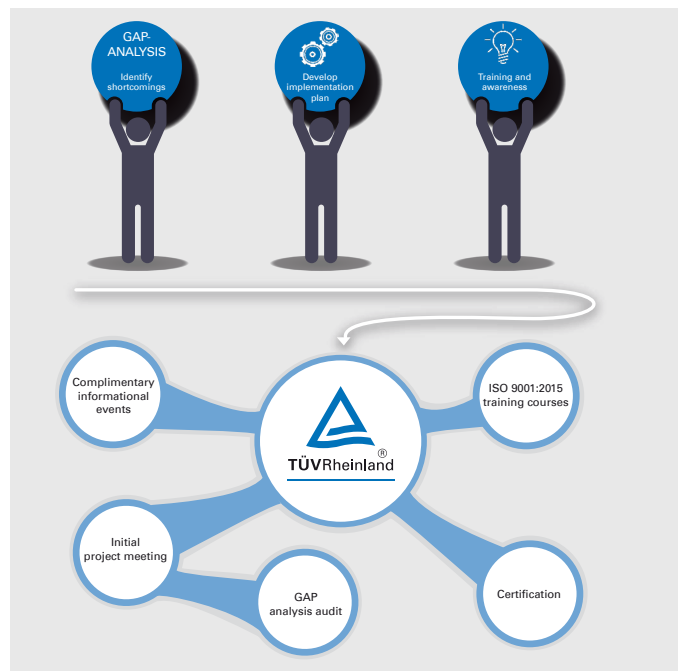 GAP-
ANALYSIS
Identify
shortcomings
Develop
implementation
plan
Training and
awareness
Complimentary
informational
events
ISO 9001:2015
training courses
®
TÜVRheinland
Initial
project meeting
GAP
analysis audit
Certification